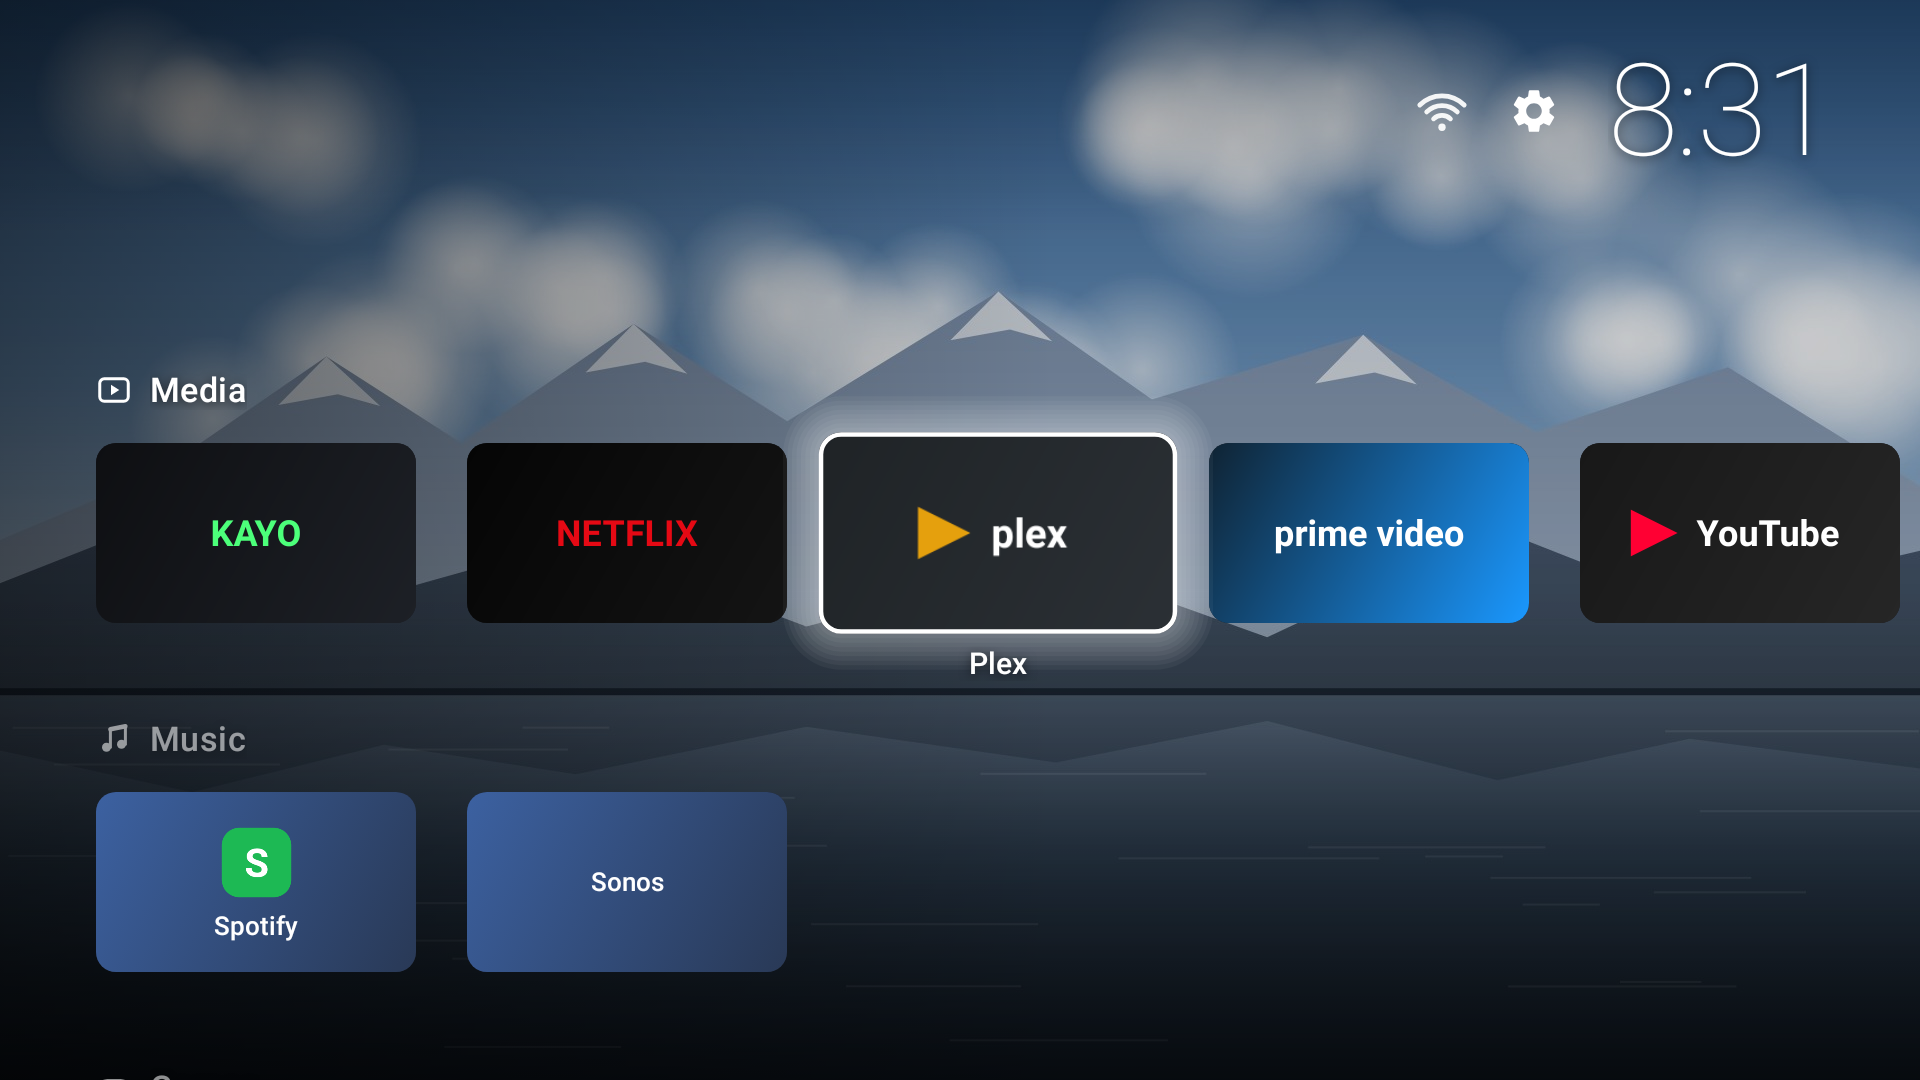 8:31
Media
KAYO
NETFLIX
plex
prime video
YouTube
Plex
Music
S
Spotify
Sonos